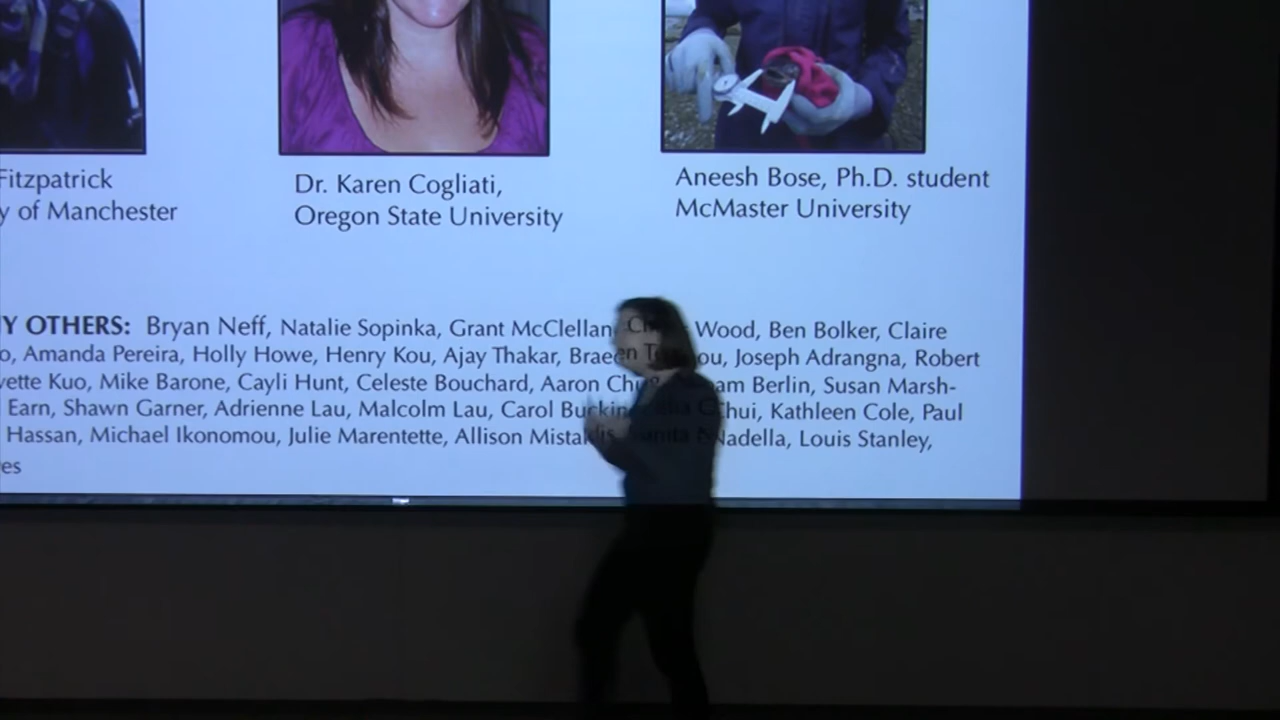 Fitzpatrick
y of Manchester
Dr. Karen Cogliati,
Oregon State University
Aneesh Bose, Ph.D. student
McMaster University
Y OTHERS: Bryan Neff, Natalie Sopinka, Grant McClellan, Wood, Ben Bolker, Claire
o, Amanda Pereira, Holly Howe, Henry Kou, Ajay Thakar, Joseph Adrangna, Robert
vette Kuo, Mike Barone, Cayli Hunt, Celeste Bouchard, Aaron Berlin, Susan Marsh-
Earn, Shawn Garner, Adrienne Lau, Malcolm Lau, Carol Kathleen Cole, Paul
Hassan, Michael Ikonomou, Julie Marentette, Allison Nadella, Louis Stanley,
es